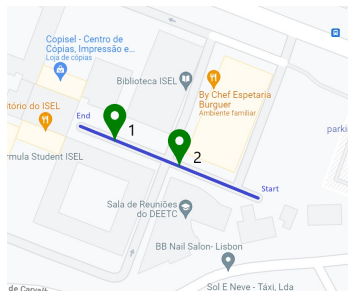 Copisel - Centro de
Cópias, Impressão e...
Loja de cópias
Biblioteca ISEL
By Chef Espetaria
Burguer
Ambiente familiar
tório do ISEL
End
1
2
parki
rmula Student ISEL
Start
Sala de Reuniões
do DEETC
BB Nail Salon- Lisbon
Sol E Neve - Táxi, Lda